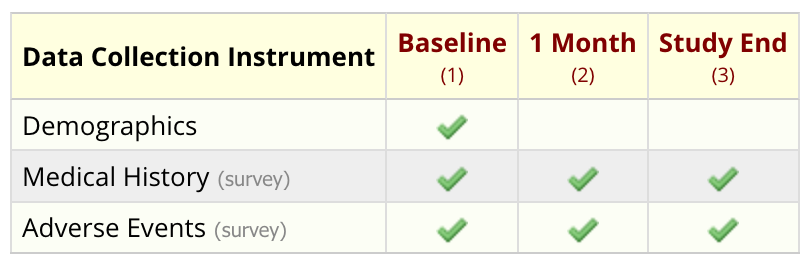 Data Collection Instrument Baseline 1 Month Study End
(1) (2) (3)
Demographics
Medical History (survey)
Adverse Events (survey)